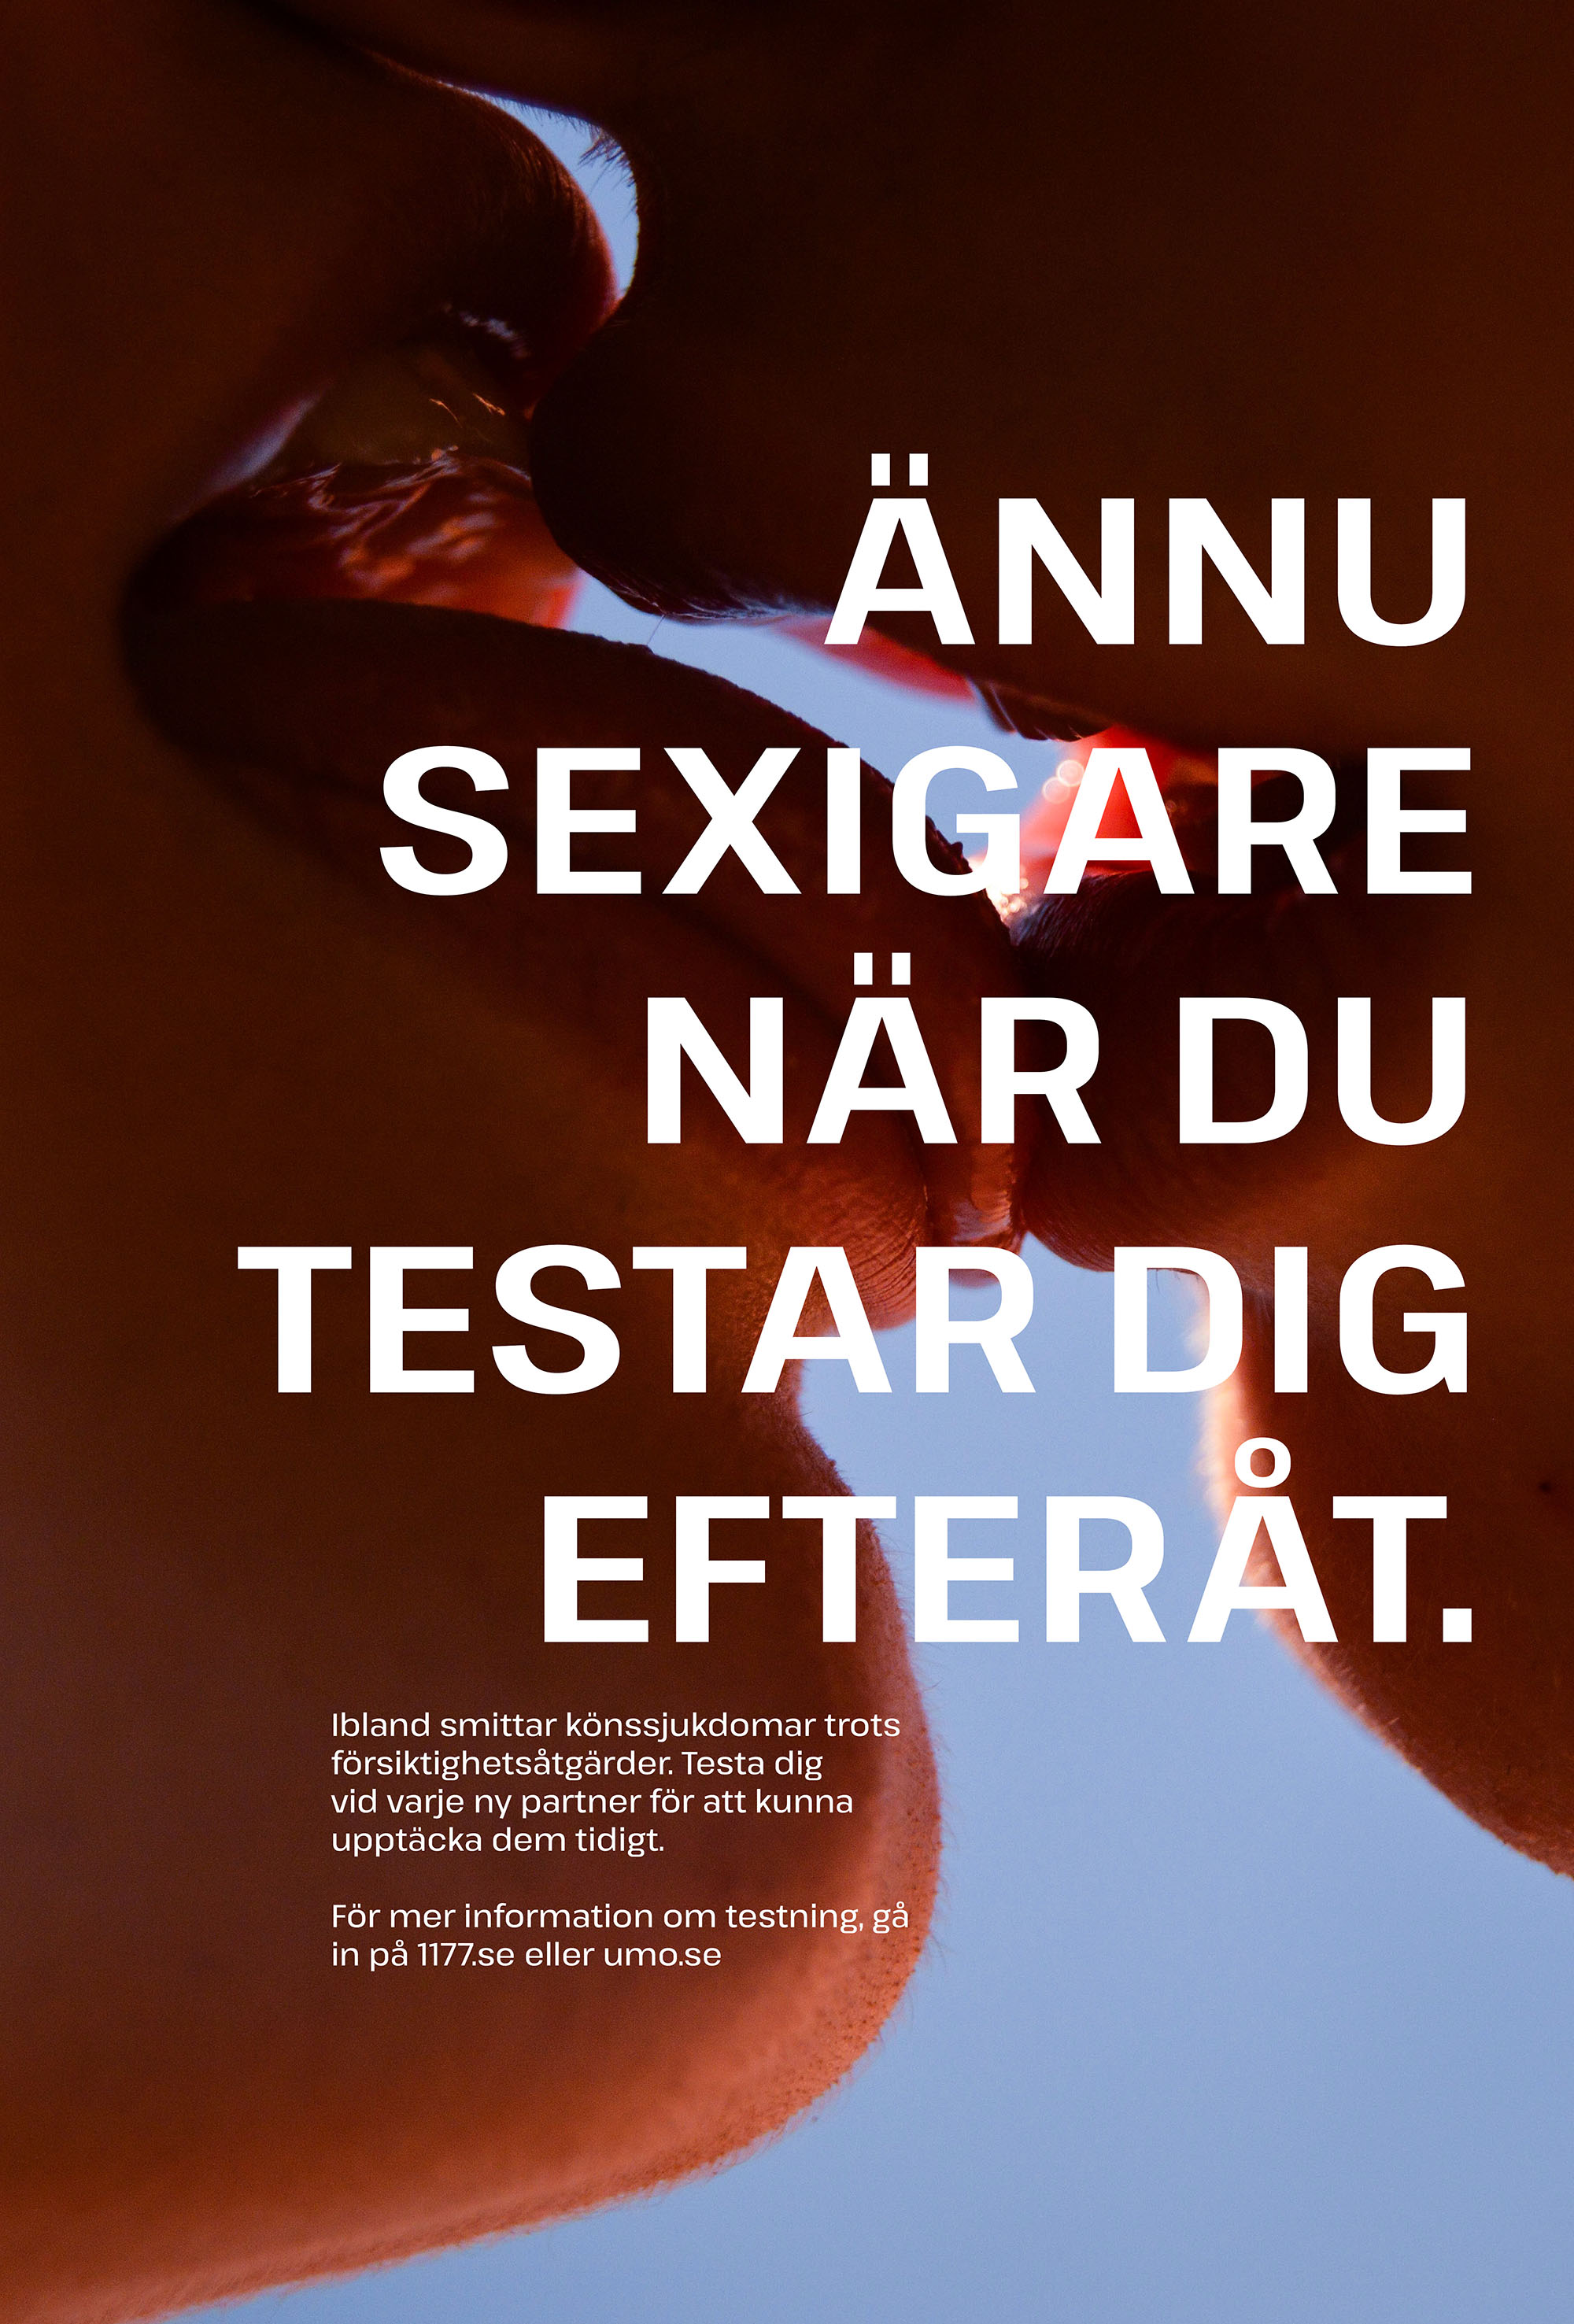 ÄNNU
SEXIGARE
NÄR DU
TESTAR DIG
EFTERÅT.
Ibland smittar könssjukdomar trots
försiktighetsåtgärder. Testa dig
vid varje ny partner för att kunna
upptäcka dem tidigt.
För mer information om testning, gå
in på 1177.se eller umo.se